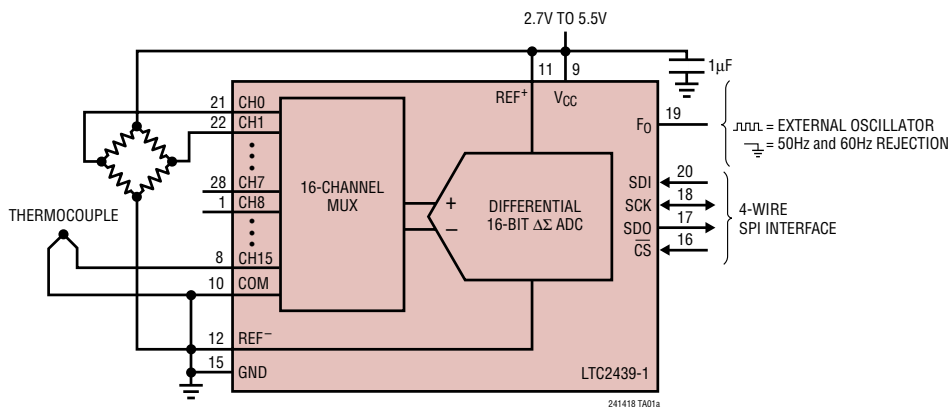 2.7V TO 5.5V
1µF
11
9
REF+
VCC
21
CH0
22
CH1
28
CH7
1
CH8
8
CH15
10
COM
12
REF−
15
GND
THERMOCOUPLE
16-CHANNEL
MUX
+
−
DIFFERENTIAL
16-BIT ΔΣ ADC
19
FO
= EXTERNAL OSCILLATOR
= 50Hz and 60Hz REJECTION
SDI
20
SCK
18
SDO
17
CS
16
4-WIRE
SPI INTERFACE
LTC2439-1
241418 TA01a